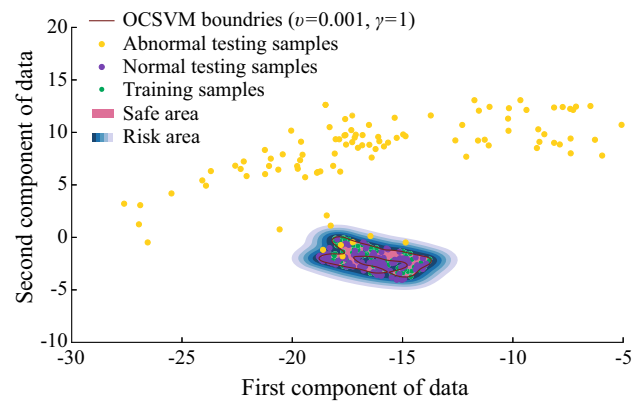 OCSVM boundries (υ=0.001, γ=1)
Abnormal testing samples
Normal testing samples
Training samples
Safe area
Risk area
20
15
10
5
0
-5
-10
Second component of data
-30
-25
-20
-15
-10
-5
First component of data